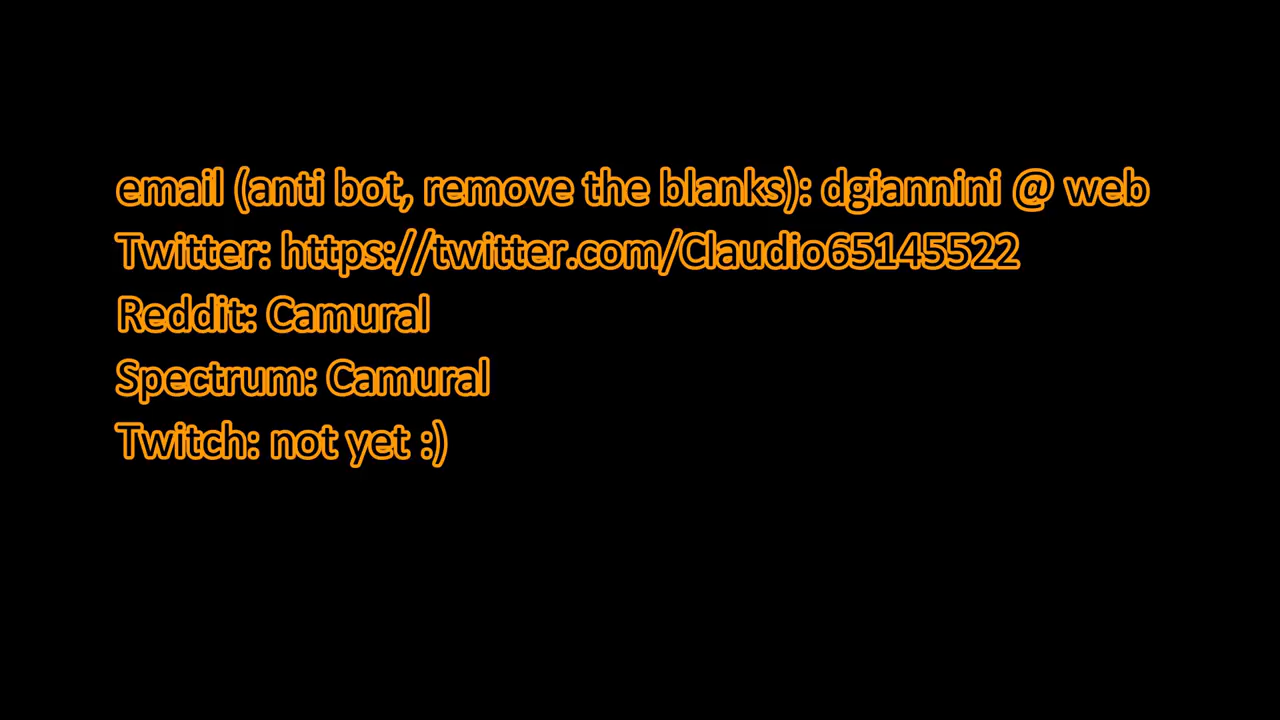 email (anti bot, remove the blanks): dgiannini @ web
Twitter: https://twitter.com/Claudio65145522
Reddit: Camural
Spectrum: Camural
Twitch: not yet :)